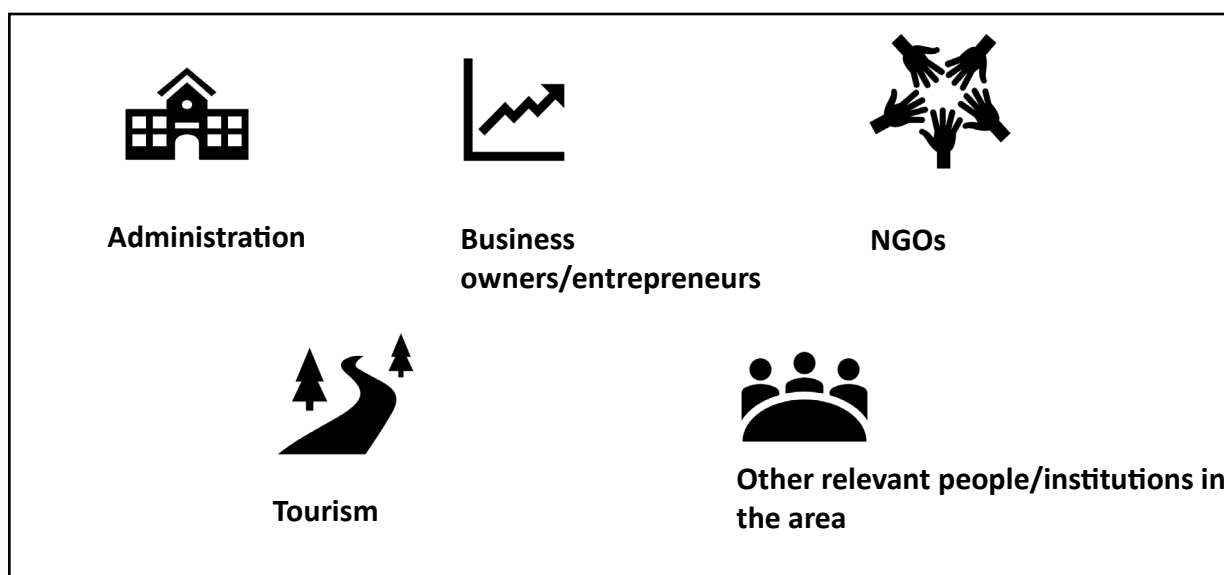 Administration
Business
owners/entrepreneurs
NGOs
Tourism
Other relevant people/institutions in
the area